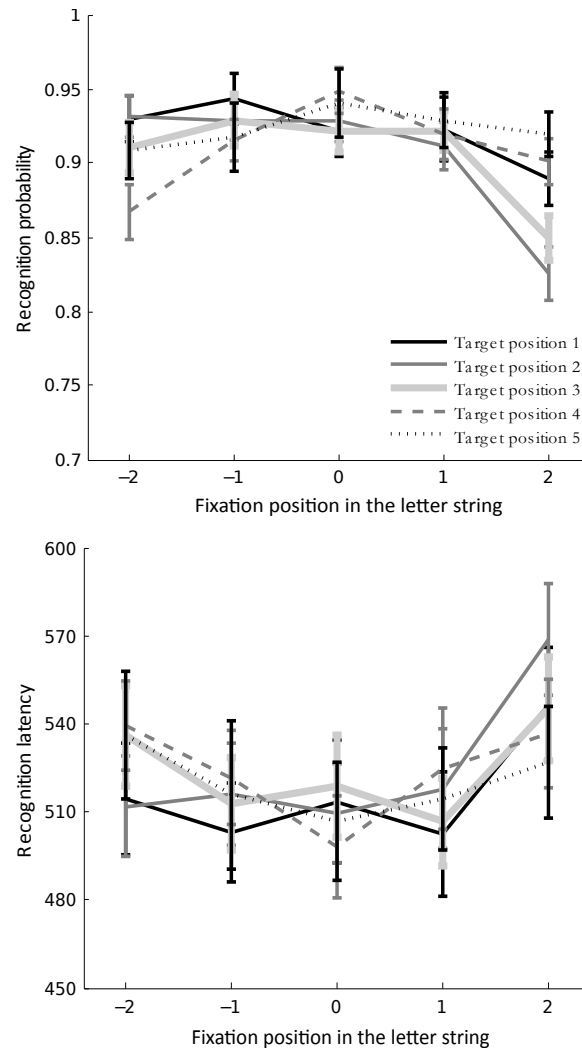 1
0.95
0.9
0.85
0.8
0.75
0.7
Recognition probability
Target position 1
Target position 2
Target position 3
Target position 4
Target position 5
−2 −1 0 1 2
Fixation position in the letter string
600
570
540
510
480
450
Recognition latency
−2 −1 0 1 2
Fixation position in the letter string